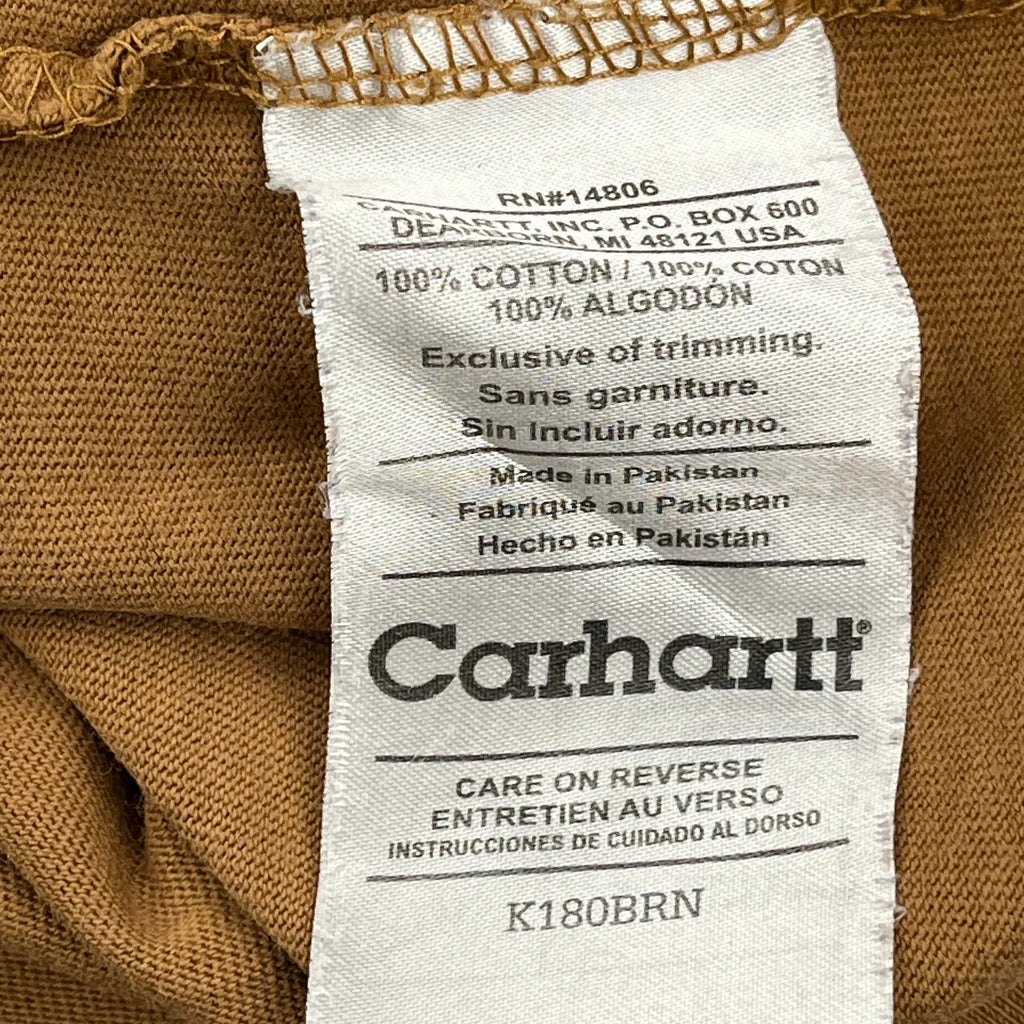 RN#14806
CARHARTT, INC. P.O. BOX 600
DEARBORN, MI 48121 USA
100% COTTON / 100% COTON
100% ALGODÓN
Exclusive of trimming.
Sans garniture.
Sin Incluir adorno.
Made in Pakistan
Fabriqué au Pakistan
Hecho en Pakistán
Carhartt®
CARE ON REVERSE
ENTRETIEN AU VERSO
INSTRUCCIONES DE CUIDADO AL DORSO
K180BRN